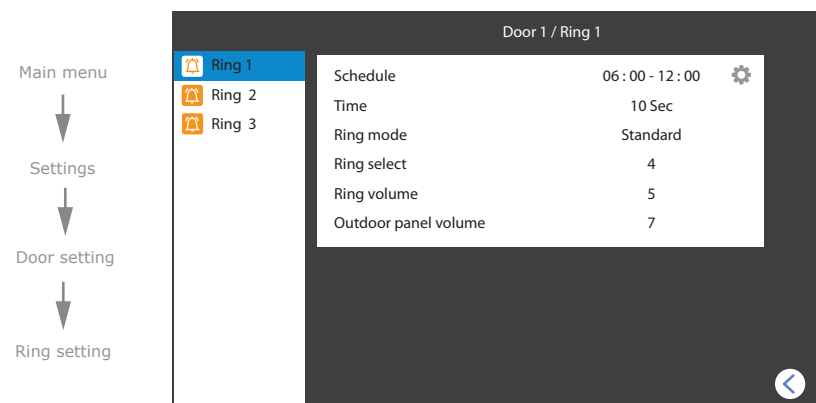 Main menu
Settings
Door setting
Ring setting
Door 1 / Ring 1
Ring 1
Ring 2
Ring 3
Schedule 06 : 00 - 12 : 00
Time 10 Sec
Ring mode Standard
Ring select 4
Ring volume 5
Outdoor panel volume 7